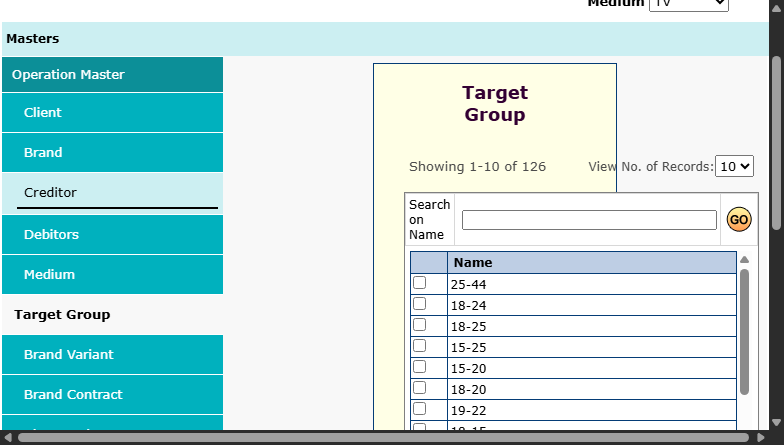 Medium TV
Masters
Operation Master
Client
Brand
Creditor
Debitors
Medium
Target Group
Brand Variant
Brand Contract
Target
Group
Showing 1-10 of 126
View No. of Records: 10
Search
on
Name
GO
Name
25-44
18-24
18-25
15-25
15-20
18-20
19-22